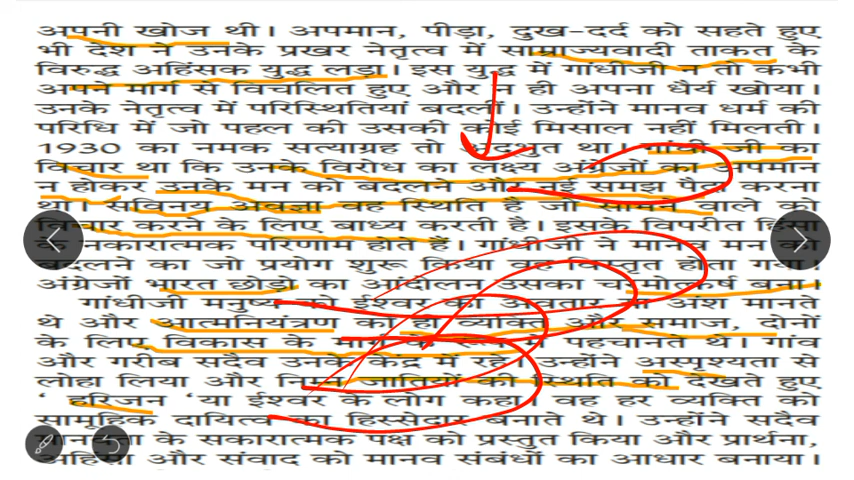 अपनी खोज थी। अपमान, पीड़ा, दुख-दर्द को सहते हुए
भी देश ने उनके प्रखर नेतृत्व में साम्राज्यवादी ताकत के
विरुद्ध अहिंसक युद्ध लड़ा। इस युद्ध में गांधीजी न तो कभी
अपने मार्ग से विचलित हुए और न ही अपना धैर्य खोया।
उनके नेतृत्व में परिस्थितियां बदलीं। उन्होंने मानव धर्म की
परिधि में जो पहल की उसकी कोई मिसाल नहीं मिलती।
1930 का नमक सत्याग्रह तो अद्भुत था। गांधी जी का
विचार था कि उनके विरोध का लक्ष्य अंग्रेजों का अपमान
न होकर उनके मन को बदलने और नई समझ पैदा करना
था। सविनय अवज्ञा वह स्थिति है जो सामने वाले को
विचार करने के लिए बाध्य करती है। इसके विपरीत हिंसा
के नकारात्मक परिणाम होते हैं। गांधीजी ने मानव मन को
बदलने का जो प्रयोग शुरू किया वह विस्तृत होता गया।
अंग्रेजों भारत छोड़ो का आंदोलन उसका चरमोत्कर्ष बना।
गांधीजी मनुष्य को ईश्वर का अवतार या अंश मानते
थे और आत्मनियंत्रण को ही व्यक्ति और समाज, दोनों
के लिए विकास के मार्ग के रूप में पहचानते थे। गांव
और गरीब सदैव उनके केंद्र में रहे। उन्होंने अस्पृश्यता से
लोहा लिया और निम्न जातियों की स्थिति को देखते हुए
' हरिजन 'या ईश्वर के लोग कहा। वह हर व्यक्ति को
सामूहिक दायित्व का हिस्सेदार बनाते थे। उन्होंने सदैव
मानवता के सकारात्मक पक्ष को प्रस्तुत किया और प्रार्थना,
अहिंसा और संवाद को मानव संबंधों का आधार बनाया।